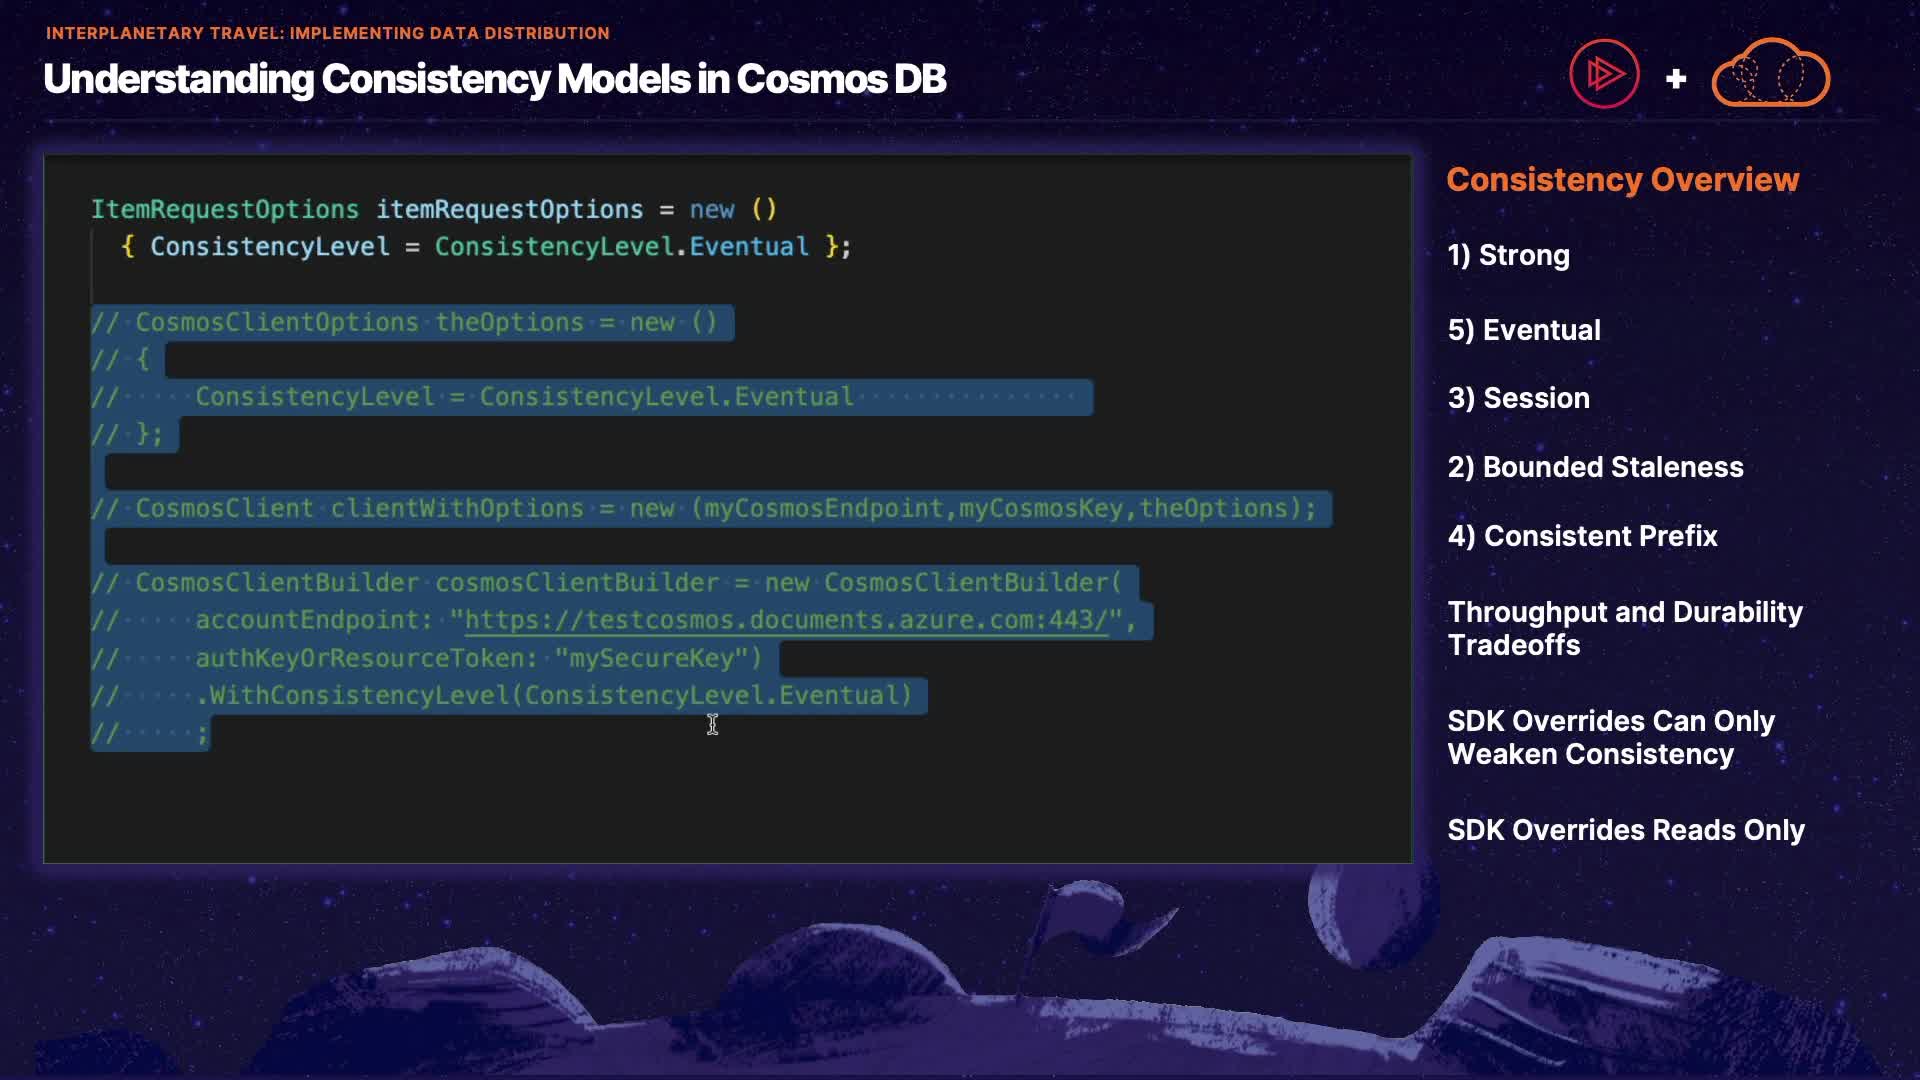 INTERPLANETARY TRAVEL: IMPLEMENTING DATA DISTRIBUTION
Understanding Consistency Models in Cosmos DB
+
ItemRequestOptions itemRequestOptions = new ()
{ ConsistencyLevel = ConsistencyLevel.Eventual };
// CosmosClientOptions theOptions = new ()
// {
// ConsistencyLevel = ConsistencyLevel.Eventual
// };
// CosmosClient clientWithOptions = new (myCosmosEndpoint,myCosmosKey,theOptions);
// CosmosClientBuilder cosmosClientBuilder = new CosmosClientBuilder(
// accountEndpoint: "https://testcosmos.documents.azure.com:443/",
// authKeyOrResourceToken: "mySecureKey")
// .WithConsistencyLevel(ConsistencyLevel.Eventual)
// ;
Consistency Overview
1) Strong
5) Eventual
3) Session
2) Bounded Staleness
4) Consistent Prefix
Throughput and Durability
Tradeoffs
SDK Overrides Can Only
Weaken Consistency
SDK Overrides Reads Only